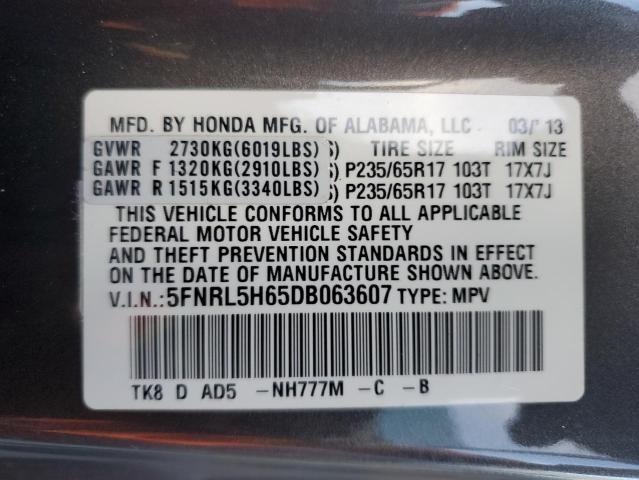 MFD. BY HONDA MFG. OF ALABAMA, LLC 03/ 13
GVWR 2730KG(6019LBS) TIRE SIZE RIM SIZE
GAWR F 1320KG(2910LBS) P235/65R17 103T 17X7J
GAWR R 1515KG(3340LBS) P235/65R17 103T 17X7J
THIS VEHICLE CONFORMS TO ALL APPLICABLE
FEDERAL MOTOR VEHICLE SAFETY
AND THEFT PREVENTION STANDARDS IN EFFECT
ON THE DATE OF MANUFACTURE SHOWN ABOVE.
V.I.N.:5FNRL5H65DB063607 TYPE: MPV
TK8 D AD5 -NH777M -C -B